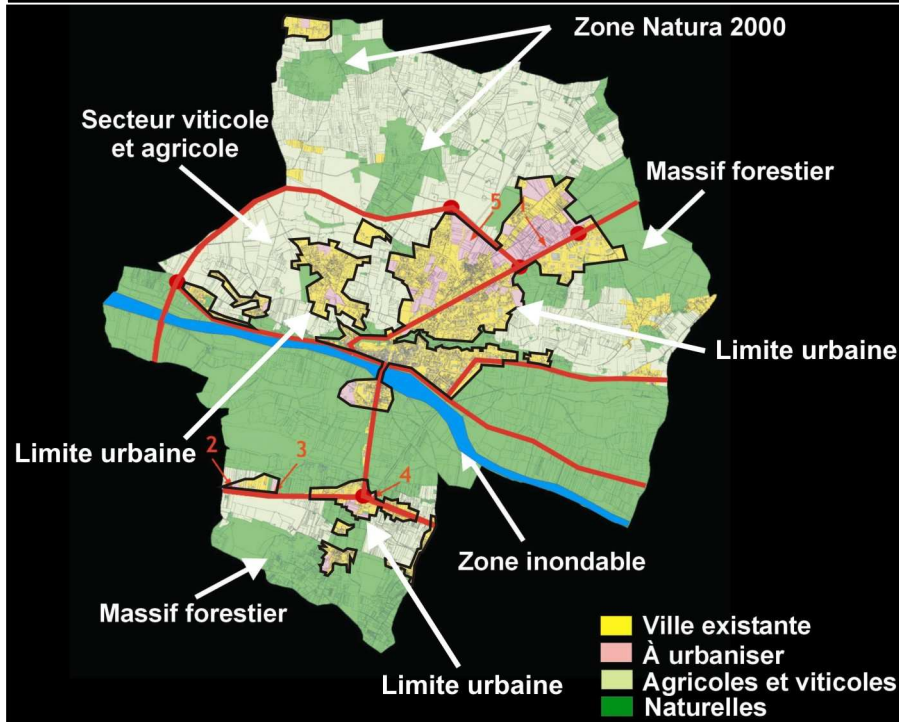 Zone Natura 2000
Secteur viticole
et agricole
Massif forestier
5
Limite urbaine
Limite urbaine
2
3
4
Zone inondable
Massif forestier
Limite urbaine
Ville existante
À urbaniser
Agricoles et viticoles
Naturelles